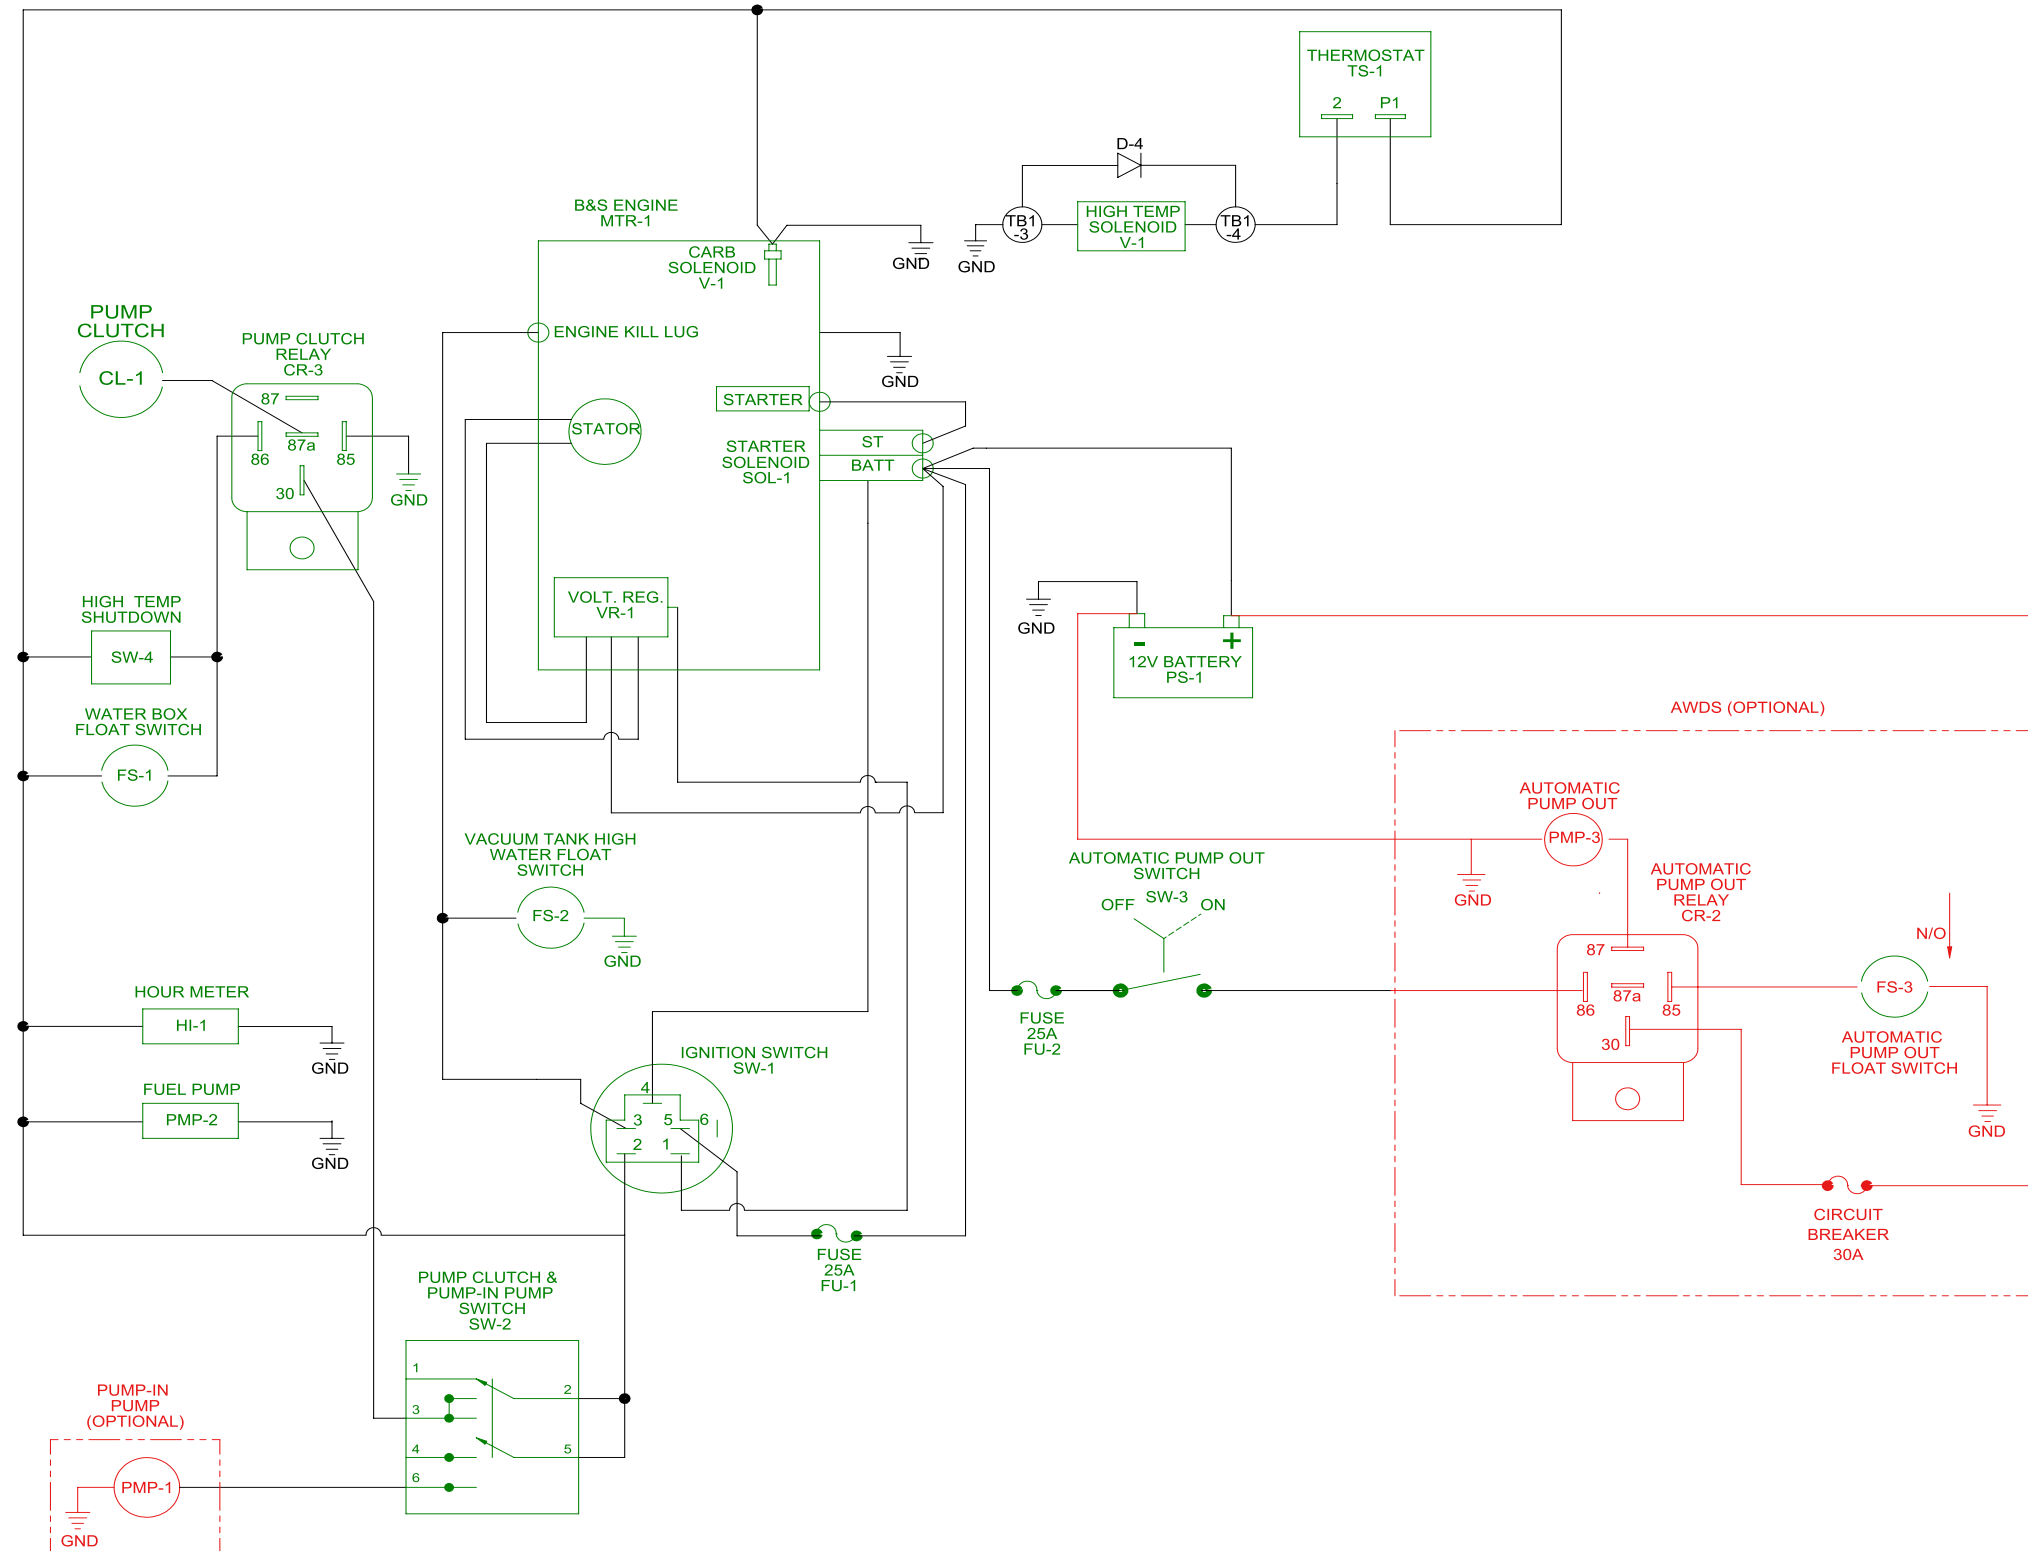 THERMOSTAT
TS-1
2 P1
D-4
TB1
-3
HIGH TEMP
SOLENOID
V-1
TB1
-4
GND
GND
B&S ENGINE
MTR-1
CARB
SOLENOID
V-1
ENGINE KILL LUG
GND
STATOR
STARTER
STARTER
SOLENOID
SOL-1
ST
BATT
VOLT. REG.
VR-1
PUMP
CLUTCH
CL-1
PUMP CLUTCH
RELAY
CR-3
87
86 87a 85
30
GND
HIGH TEMP
SHUTDOWN
SW-4
WATER BOX
FLOAT SWITCH
FS-1
GND
- +
12V BATTERY
PS-1
AWDS (OPTIONAL)
AUTOMATIC
PUMP OUT
PMP-3
GND
AUTOMATIC
PUMP OUT
RELAY
CR-2
87
86 87a 85
30
N/O
FS-3
AUTOMATIC
PUMP OUT
FLOAT SWITCH
GND
CIRCUIT
BREAKER
30A
VACUUM TANK HIGH
WATER FLOAT
SWITCH
FS-2
GND
AUTOMATIC PUMP OUT
SWITCH
SW-3
OFF ON
FUSE
25A
FU-2
HOUR METER
HI-1
GND
FUEL PUMP
PMP-2
GND
IGNITION SWITCH
SW-1
4
3 5 6
2 1
FUSE
25A
FU-1
PUMP CLUTCH &
PUMP-IN PUMP
SWITCH
SW-2
1
2
3
4 5
6
PUMP-IN
PUMP
(OPTIONAL)
PMP-1
GND